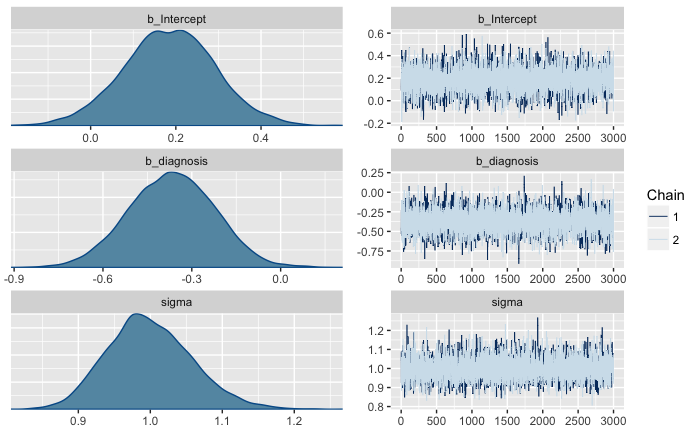 b_Intercept
0.0 0.2 0.4
b_Intercept
0.6
0.4
0.2
0.0
-0.2
0 500 1000 1500 2000 2500 3000
b_diagnosis
-0.9 -0.6 -0.3 0.0
b_diagnosis
0.25
0.00
-0.25
-0.50
-0.75
0 500 1000 1500 2000 2500 3000
sigma
0.9 1.0 1.1 1.2
sigma
1.2
1.1
1.0
0.9
0.8
0 500 1000 1500 2000 2500 3000
Chain
1
2